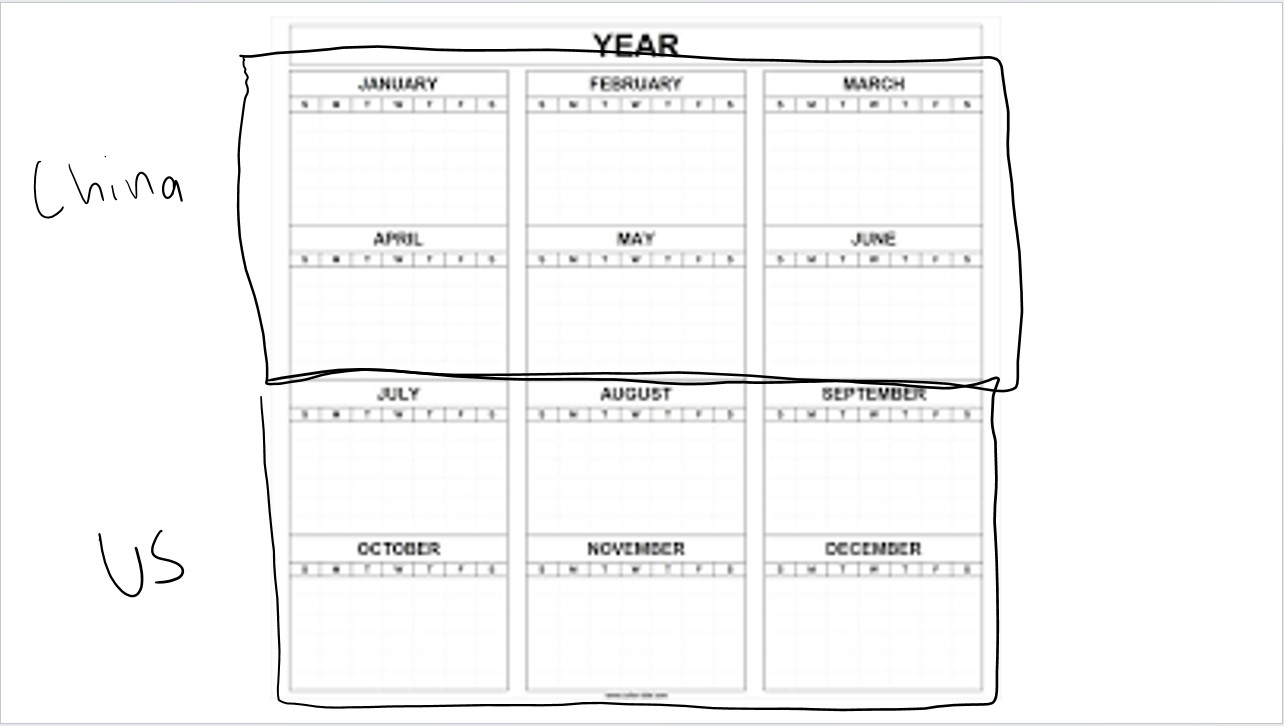 YEAR
JANUARY FEBRUARY MARCH
S M T W T F S S M T W T F S S M T W T F S
China
APRIL MAY JUNE
S M T W T F S S M T W T F S S M T W T F S
JULY AUGUST SEPTEMBER
S M T W T F S S M T W T F S S M T W T F S
US
OCTOBER NOVEMBER DECEMBER
S M T W T F S S M T W T F S S M T W T F S